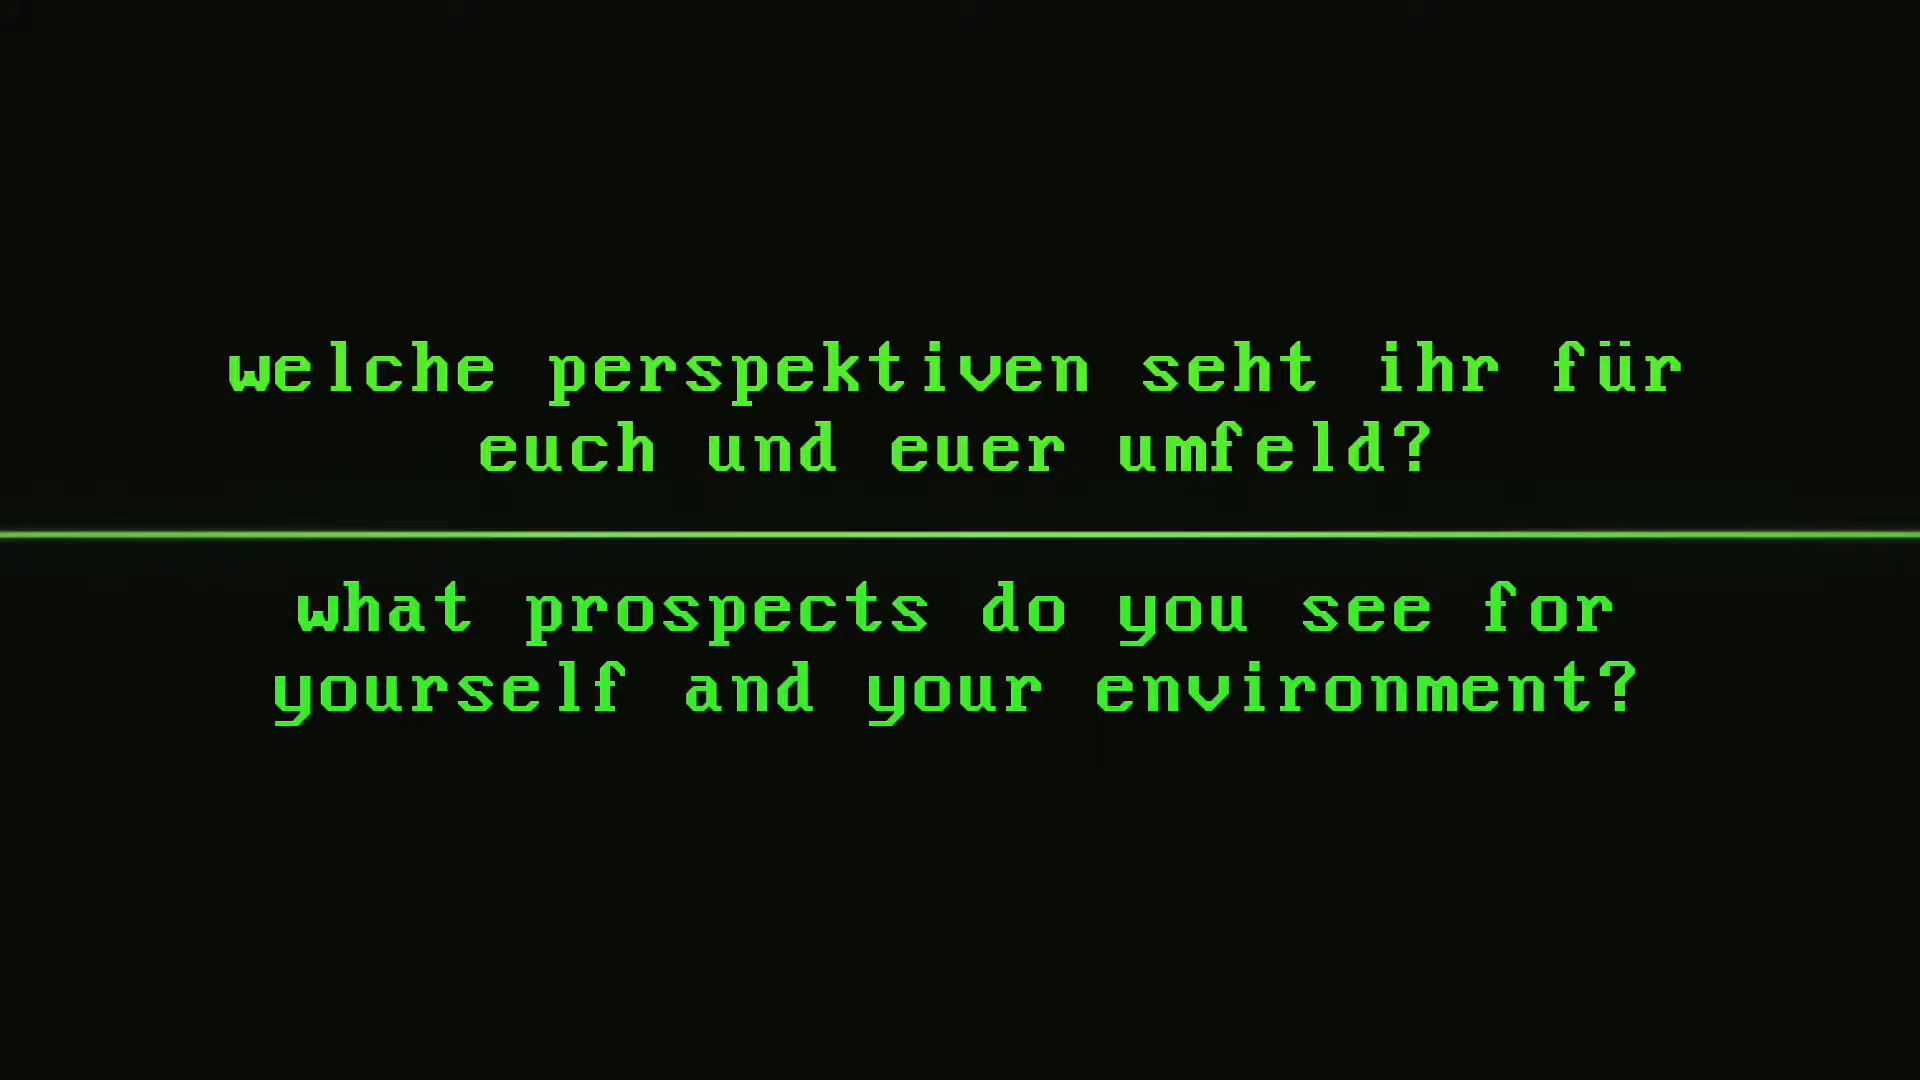 welche perspektiven seht ihr für
euch und euer umfeld?
what prospects do you see for
yourself and your environment?